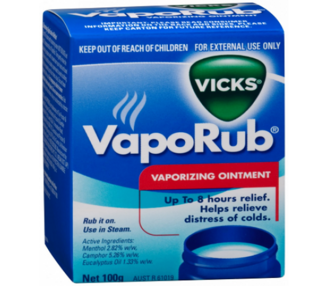 KEEP OUT OF REACH OF CHILDREN FOR EXTERNAL USE ONLY
VICKS®
VapoRub®
VAPORIZING OINTMENT
Up To 8 hours relief.
Helps relieve
distress of colds.
Rub it on.
Use in Steam.
Active Ingredients:
Menthol 2.82% w/w,
Camphor 5.26% w/w,
Eucalyptus Oil 1.33% w/w.
Net 100g
AUST R 61019